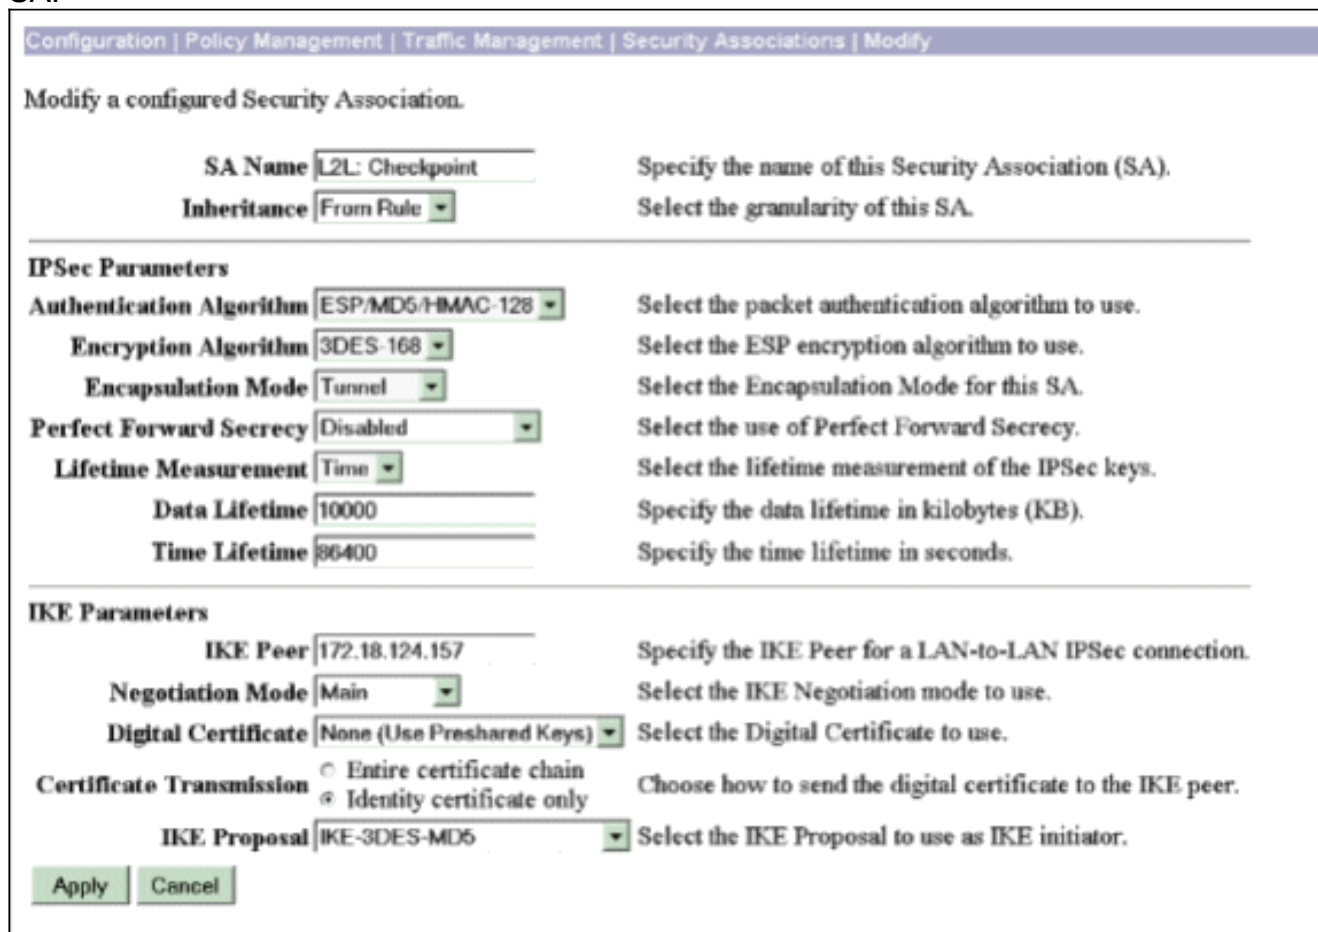 SA.
Configuration | Policy Management | Traffic Management | Security Associations | Modify
Modify a configured Security Association.
SA Name L2L: Checkpoint Specify the name of this Security Association (SA).
Inheritance From Rule Select the granularity of this SA.
IPSec Parameters
Authentication Algorithm ESP/MD5/HMAC-128 Select the packet authentication algorithm to use.
Encryption Algorithm 3DES-168 Select the ESP encryption algorithm to use.
Encapsulation Mode Tunnel Select the Encapsulation Mode for this SA.
Perfect Forward Secrecy Disabled Select the use of Perfect Forward Secrecy.
Lifetime Measurement Time Select the lifetime measurement of the IPSec keys.
Data Lifetime 10000 Specify the data lifetime in kilobytes (KB).
Time Lifetime 86400 Specify the time lifetime in seconds.
IKE Parameters
IKE Peer 172.18.124.157 Specify the IKE Peer for a LAN-to-LAN IPSec connection.
Negotiation Mode Main Select the IKE Negotiation mode to use.
Digital Certificate None (Use Preshared Keys) Select the Digital Certificate to use.
Certificate Transmission Entire certificate chain Choose how to send the digital certificate to the IKE peer.
Identity certificate only
IKE Proposal IKE-3DES-MD5 Select the IKE Proposal to use as IKE initiator.
Apply Cancel